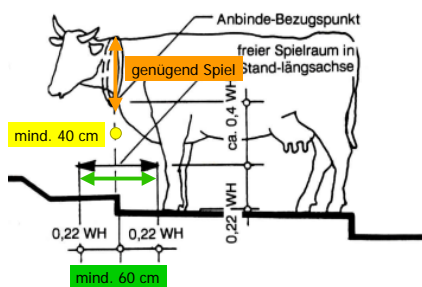 Anbinde-Bezugspunkt
freier Spielraum in
Stand-längsachse
genügend Spiel
mind. 40 cm
ca. 0,4 WH
0,22 WH
0,22 WH
0,22 WH
mind. 60 cm